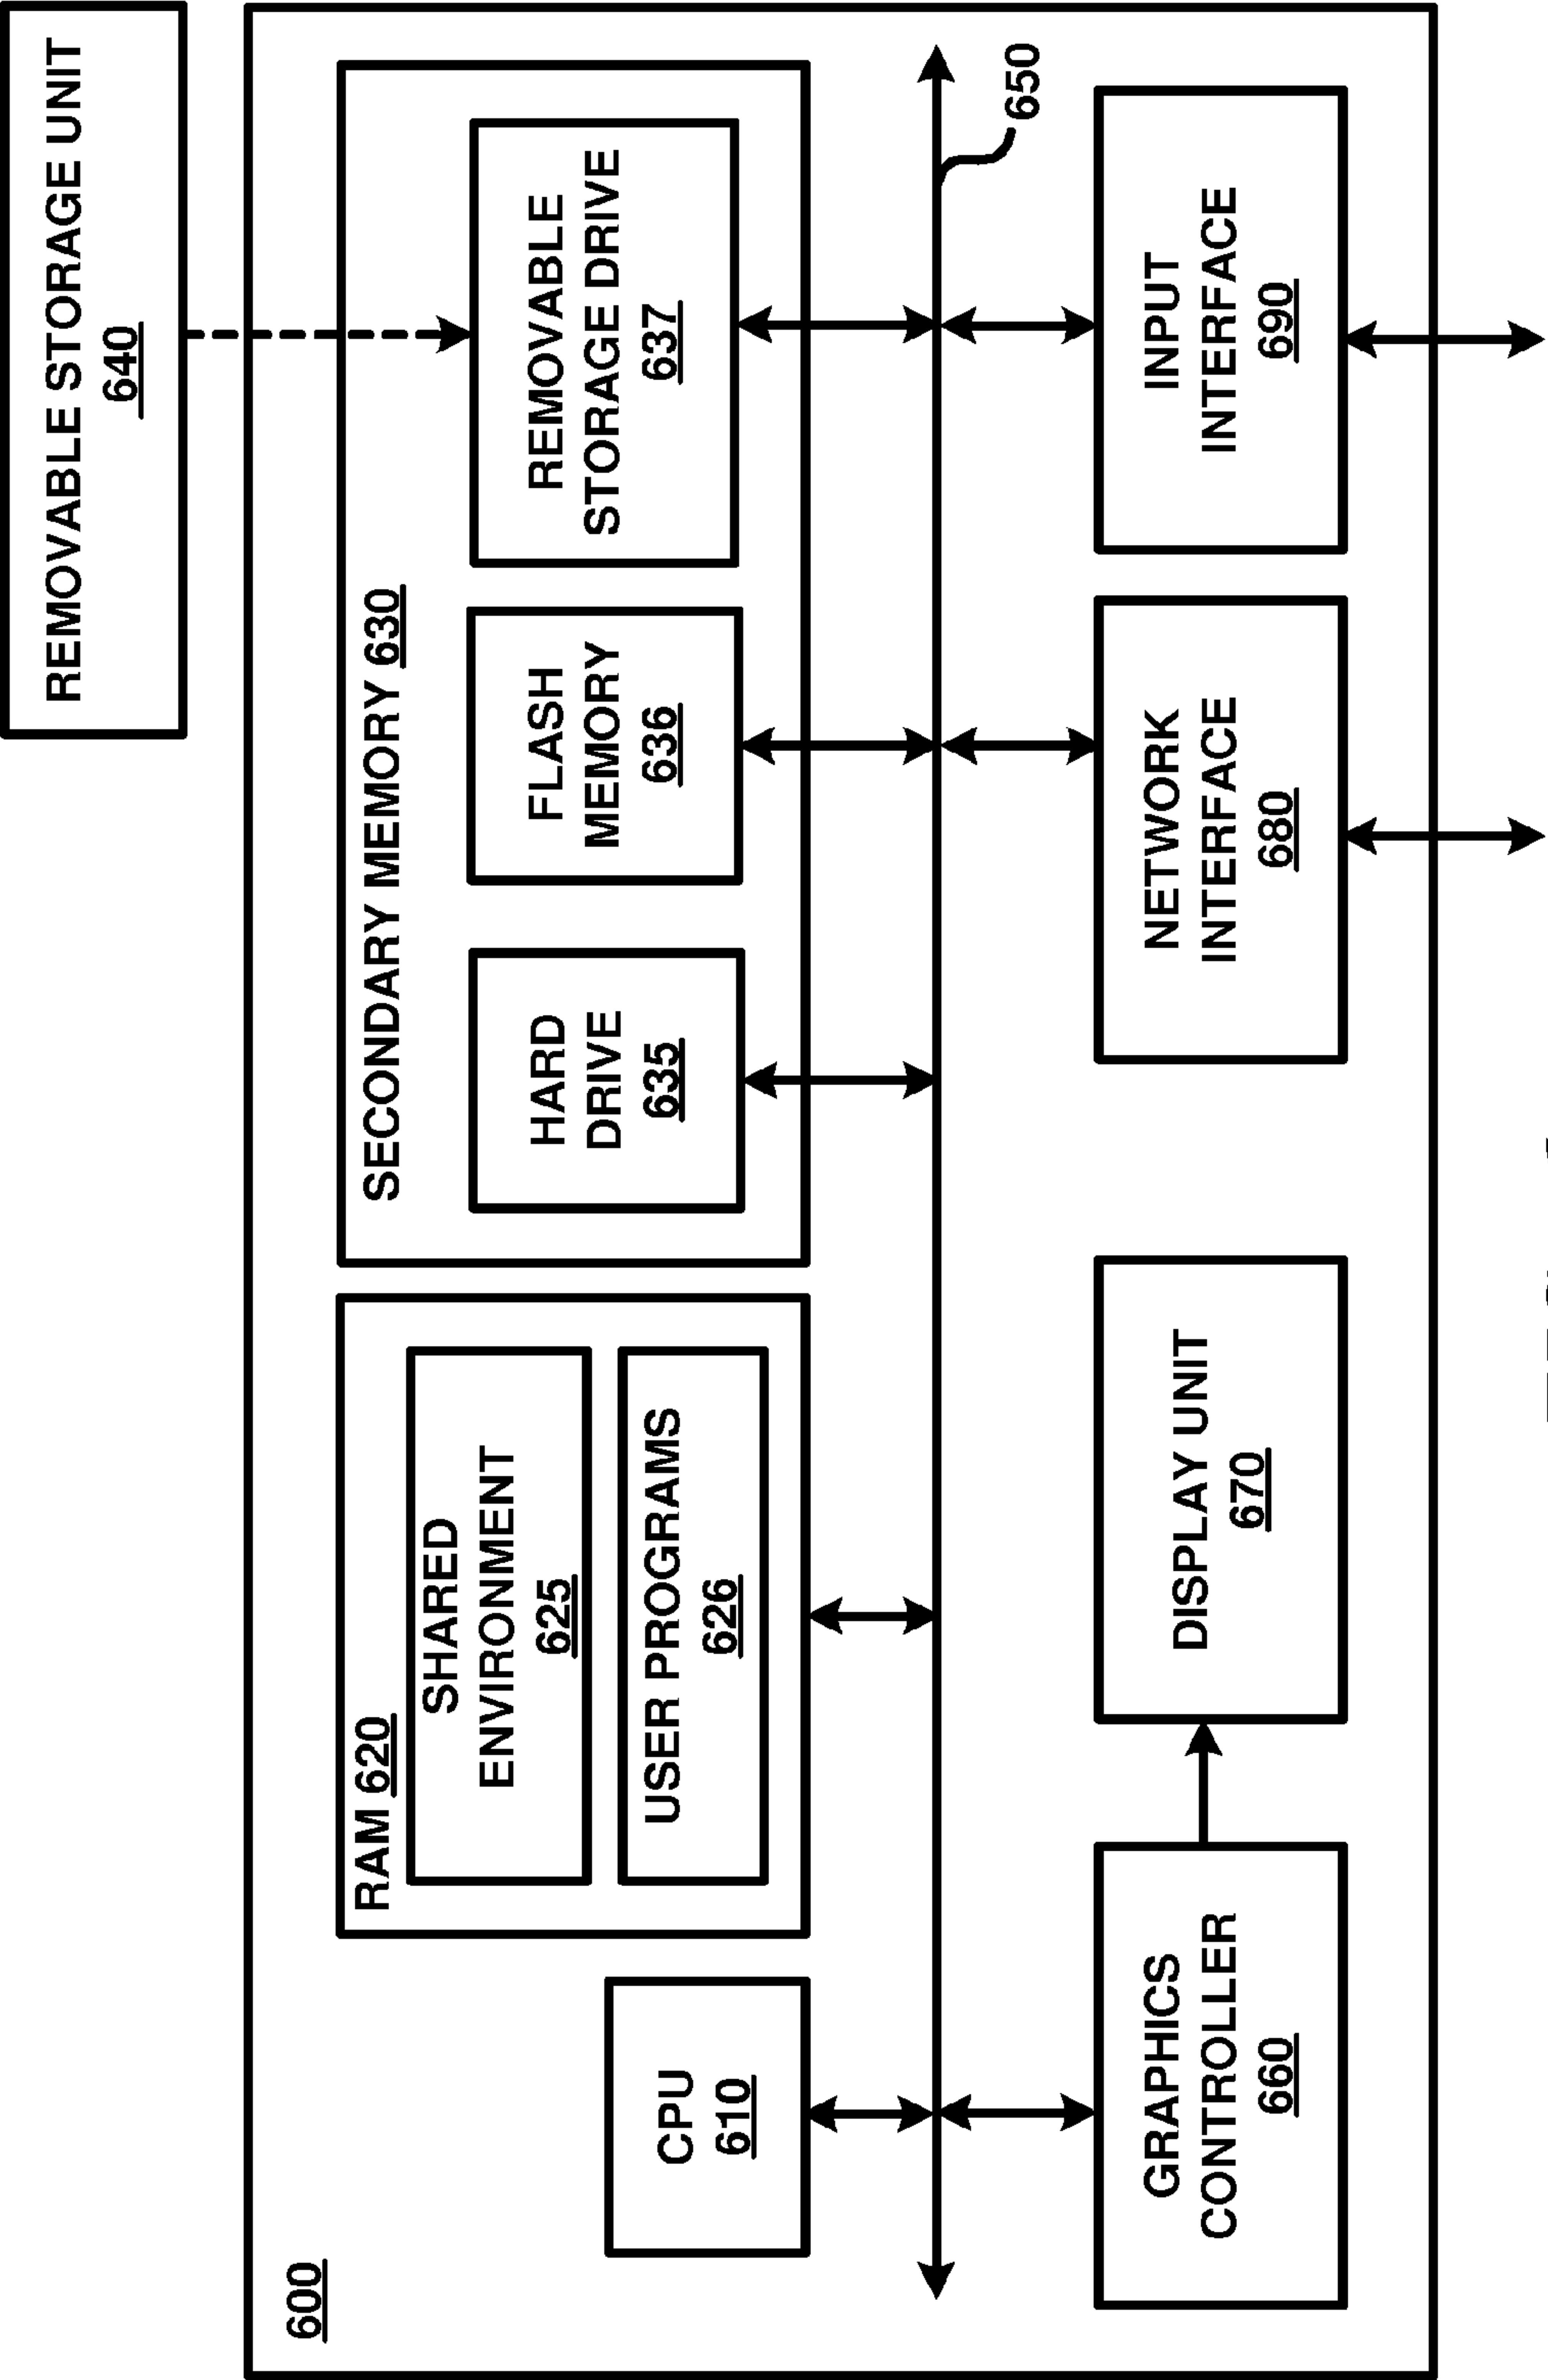 REMOVABLE STORAGE UNIT
640
600
SECONDARY MEMORY 630
RAM 620
SHARED
ENVIRONMENT
625
USER PROGRAMS
626
HARD
DRIVE
635
FLASH
MEMORY
636
REMOVABLE
STORAGE DRIVE
637
CPU
610
650
GRAPHICS
CONTROLLER
660
DISPLAY UNIT
670
NETWORK
INTERFACE
680
INPUT
INTERFACE
690